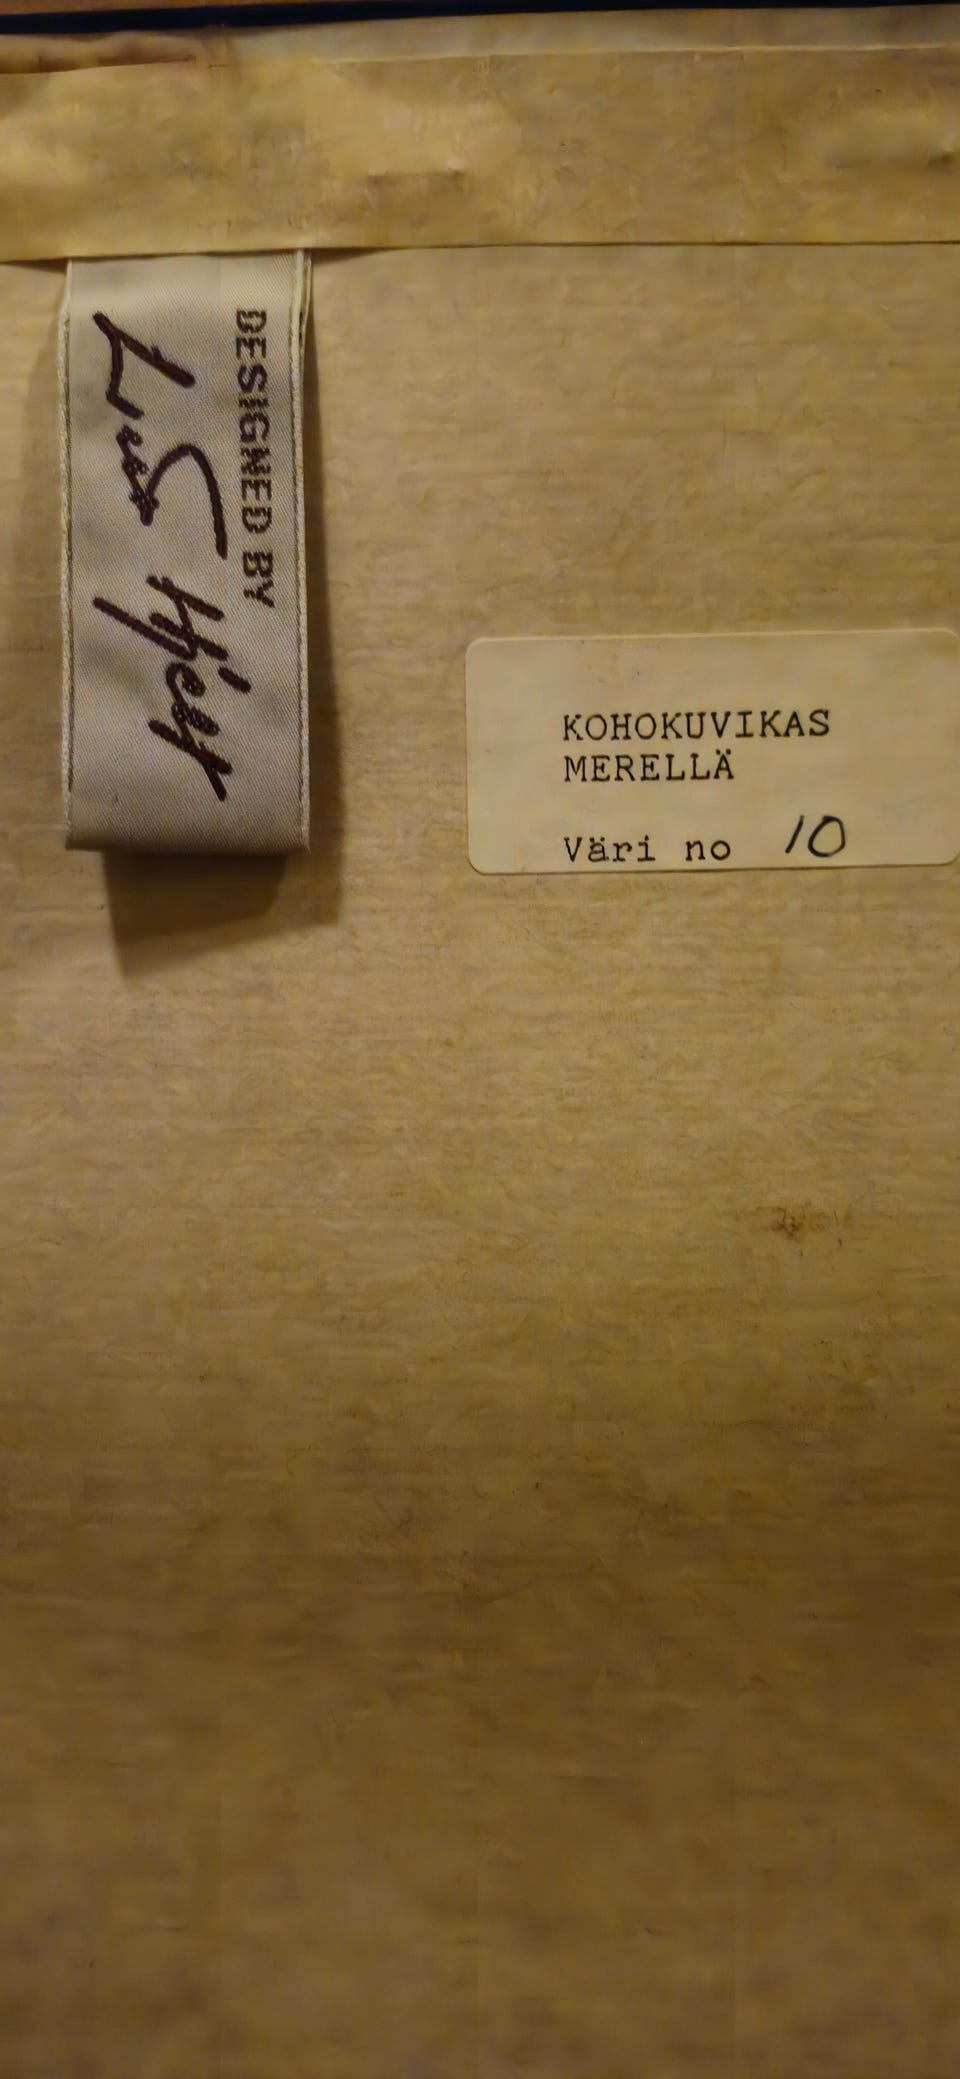 DESIGNED BY
KOHOKUVIKAS
MERELLÄ
Väri no 10